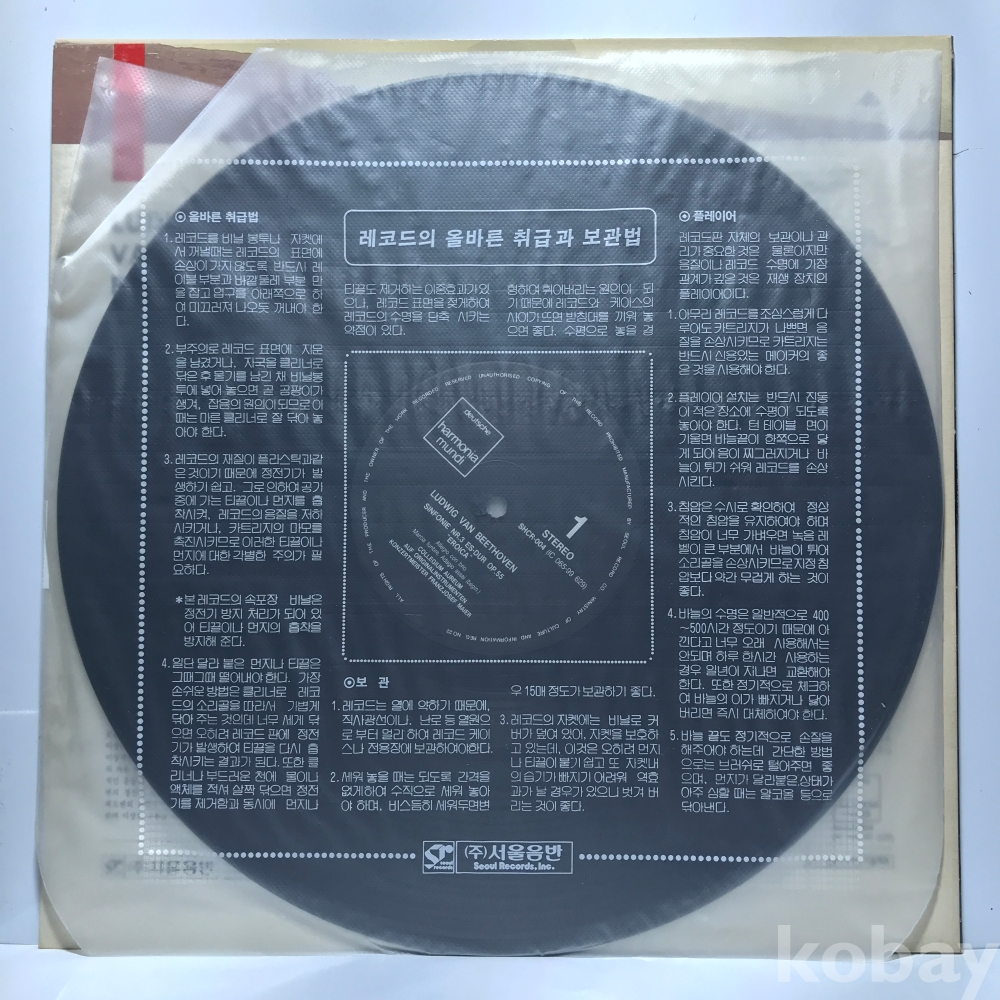 레코드의 올바른 취급과 보관법
⊙ 올바른 취급법
1. 레코드를 비닐 봉투나 자켓에
서 꺼낼때는 레코드의 표면에
손상이 가지 않도록 반드시 레
이블 부분과 바깥 둘레 부분 만
을 잡고 입구를 아래쪽으로 하
여 미끄러져 나오듯 꺼내야 한
다.
2. 부주의로 레코드 표면에 지문
을 남겼거나, 자국을 클리너로
닦은 후 물기를 남긴 채 비닐봉
투에 넣어 놓으면 곧 곰팡이가
생겨, 잡음의 원인이 되므로 이
때는 마른 클리너로 잘 닦아 놓
아야 한다.
3. 레코드의 재질이 플라스틱과같
은 것이기 때문에 정전기가 발
생하기 쉽고, 그로 인하여 공기
중에 가는 티끌이나 먼지를 흡
착시켜, 레코드의 음질을 저하
시키거나, 카트리지의 마모를
촉진시키므로 이러한 티끌이나
먼지에 대한 각별한 주의가 필
요하다.
*본 레코드의 속포장 비닐은
정전기 방지 처리가 되어 있
어 티끌이나 먼지의 흡착을
방지해 준다.
4. 일단 달라 붙은 먼지나 티끌은
그때그때 떨어내야 한다. 가장
손쉬운 방법은 클리너로 레코
드의 소리골을 따라서 가볍게
닦아 주는 것인데 너무 세게 닦
으면 오히려 레코드 판에 정전
기가 발생하여 티끌을 다시 흡
착시키는 결과가 된다. 또한 클
리너나 부드러운 천에 물이나
액체를 적셔 살짝 닦으면 정전
기를 제거함과 동시에 먼지나
티끌도 제거하는 이중효과가 있
으나, 레코드 표면을 젖게하여
레코드의 수명을 단축 시키는
약점이 있다.
⊙ 보 관
1. 레코드는 열에 약하기 때문에,
직사광선이나, 난로 등 열원으
로 부터 멀리 하여 레코드 케이
스나 전용장에 보관하여야한다.
2. 세워 놓을 때는 되도록 간격을
없게하여 수직으로 세워 놓아
야 하며, 비스듬히 세워두면변
형하여 휘어버리는 원인이 되
기 때문에 레코드와 케이스의
사이가 뜨면 받침대를 끼워 놓
으면 좋다. 수평으로 놓을 경
우 15매 정도가 보관하기 좋다.
3. 레코드의 자켓에는 비닐로 커
버가 덮여 있어, 자켓을 보호하
고 있는데, 이것은 오히려 먼지
나 티끌이 붙기 쉽고 또 자켓내
의 습기가 빠지기 어려워 역효
과가 날 경우가 있으니 벗겨 버
리는 것이 좋다.
⊙ 플레이어
레코드판 자체의 보관이나 관
리가 중요한 것은 물론이지만
음질이나 레코드 수명에 가장
관계가 깊은 것은 재생 장치의
플레이어이다.
1. 아무리 레코드를 조심스럽게 다
루어도 카트리지가 나쁘면 음
질을 손상시키므로 카트리지는
반드시 신용있는 메이커의 좋
은 것을 사용해야 한다.
2. 플레이어 설치는 반드시 진동
이 적은 장소에 수평이 되도록
놓아야 한다. 턴 테이블 면이
기울면 바늘끝이 한쪽으로 닿
게 되어 음이 찌그러지거나 바
늘이 튀기 쉬워 레코드를 손상
시킨다.
3. 침압은 수시로 확인하여 정상
적인 침압을 유지하여야 하며
침압이 너무 가벼우면 녹음 레
벨이 큰 부분에서 바늘이 튀어
소리골을 손상 시키므로 지정 침
압보다 약간 무겁게 하는 것이
좋다.
4. 바늘의 수명은 일반적으로 400
~500시간 정도이기 때문에 아
낀다고 너무 오래 사용해서는
안되며 하루 한시간 사용하는
경우 일년이 지나면 교환해야
한다. 또한 정기적으로 체크하
여 바늘의 이가 빠지거나 닳아
버리면 즉시 대체하여야 한다.
5. 바늘 끝도 정기적으로 손질을
해주어야 하는데 간단한 방법
으로는 브러쉬로 털어주면 좋
으며, 먼지가 달라붙은 상태가
아주 심할 때는 알코올 등으로
닦아낸다.
ALL RIGHTS OF THE PRODUCER AND THE OWNER OF THE WORK RECORDED RESERVED UNAUTHORISED COPYING OF THIS RECORD PROHIBITED MANUFACTURED BY SEOUL RECORD CO. MINISTRY OF CULTURE AND INFORMATION REG. NO.22
deutsche
harmonia
mundi
1
STEREO
SHCR-004 (IC 065-99 629)
LUDWIG VAN BEETHOVEN
SINFONIE NR.3 ES-DUR OP.55
EROICA
Allegro con brio
Marcia funebre. Adagio assai
COLLEGIUM AUREUM
AUF ORIGINALINSTRUMENTEN
KONZERTMEISTER FRANZJOSEF MAIER
seoul records
(주)서울음반
Seoul Records, Inc.
kobay